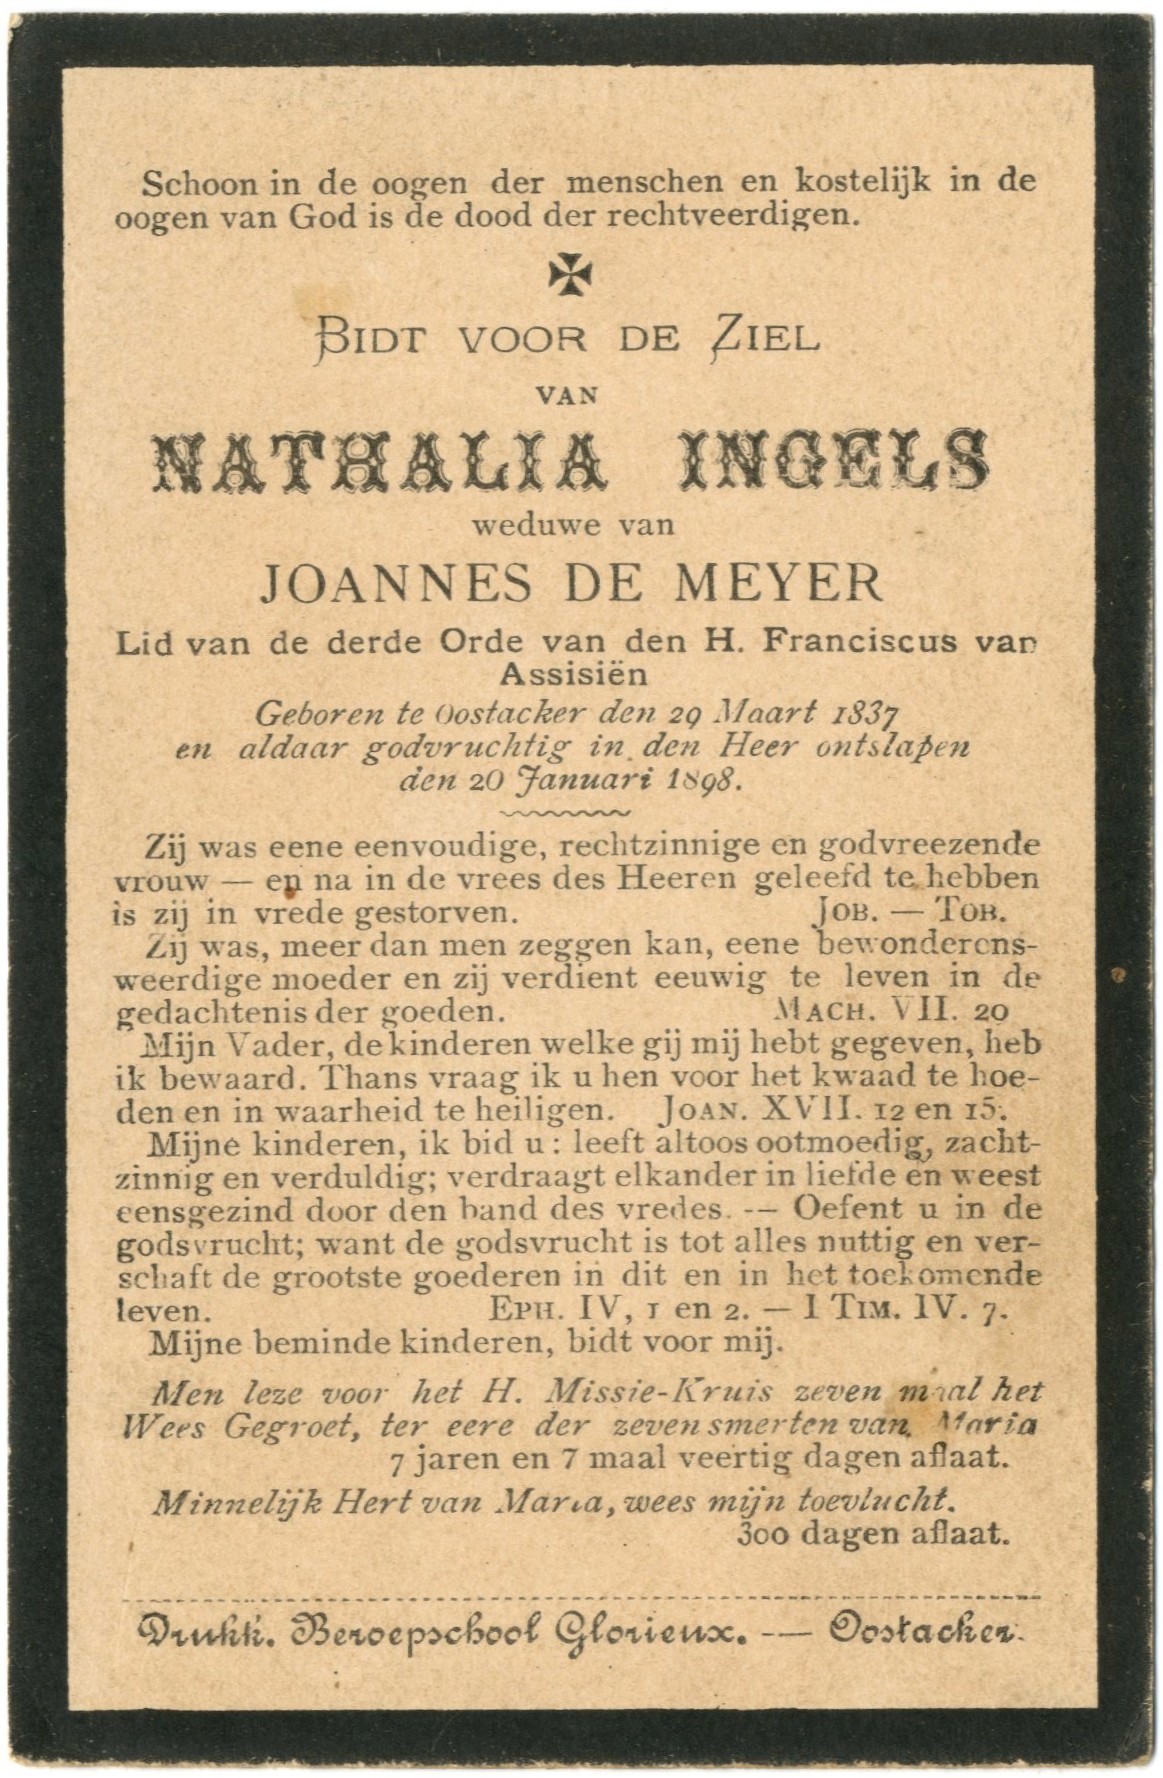 Schoon in de oogen der menschen en kostelijk in de
oogen van God is de dood der rechtveerdigen.
Bidt voor de Ziel
van
NATHALIA INGELS
weduwe van
JOANNES DE MEYER
Lid van de derde Orde van den H. Franciscus van
Assisiën
Geboren te Oostacker den 29 Maart 1837
en aldaar godvruchtig in den Heer ontslapen
den 20 Januari 1898.
Zij was eene eenvoudige, rechtzinnige en godvreezende
vrouw — en na in de vrees des Heeren geleefd te hebben
is zij in vrede gestorven. Job. — Tob.
Zij was, meer dan men zeggen kan, eene bewonderens-
weerdige moeder en zij verdient eeuwig te leven in de
gedachtenis der goeden. Mach. VII. 20
Mijn Vader, de kinderen welke gij mij hebt gegeven, heb
ik bewaard. Thans vraag ik u hen voor het kwaad te hoe-
den en in waarheid te heiligen. Joan. XVII. 12 en 15.
Mijne kinderen, ik bid u : leeft altoos ootmoedig, zacht-
zinnig en verduldig; verdraagt elkander in liefde en weest
eensgezind door den band des vredes. -- Oefent u in de
godsvrucht; want de godsvrucht is tot alles nuttig en ver-
schaft de grootste goederen in dit en in het toekomende
leven. Eph. IV, 1 en 2. — I Tim. IV. 7.
Mijne beminde kinderen, bidt voor mij.
Men leze voor het H. Missie-Kruis zeven maal het
Wees Gegroet, ter eere der zeven smerten van Maria
7 jaren en 7 maal veertig dagen aflaat.
Minnelijk Hert van Maria, wees mijn toevlucht.
300 dagen aflaat.
Drukk. Beroepschool Glorieux. -— Oostacker.